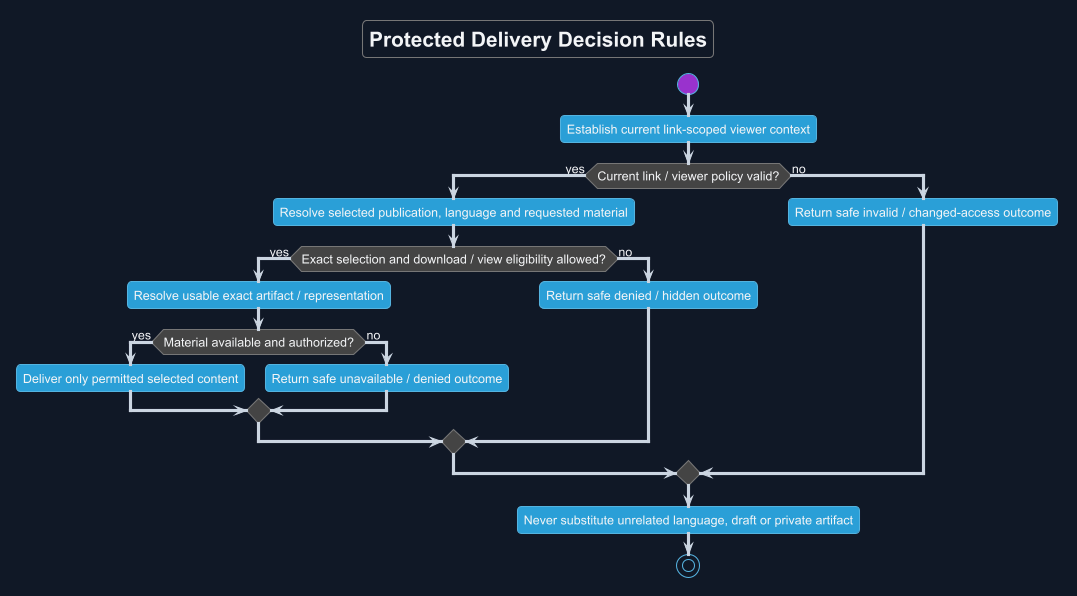 Protected Delivery Decision Rules
Establish current link-scoped viewer context
yes
Current link / viewer policy valid?
no
Resolve selected publication, language and requested material
Return safe invalid / changed-access outcome
yes
Exact selection and download / view eligibility allowed?
no
Resolve usable exact artifact / representation
Return safe denied / hidden outcome
yes
Material available and authorized?
no
Deliver only permitted selected content
Return safe unavailable / denied outcome
Never substitute unrelated language, draft or private artifact